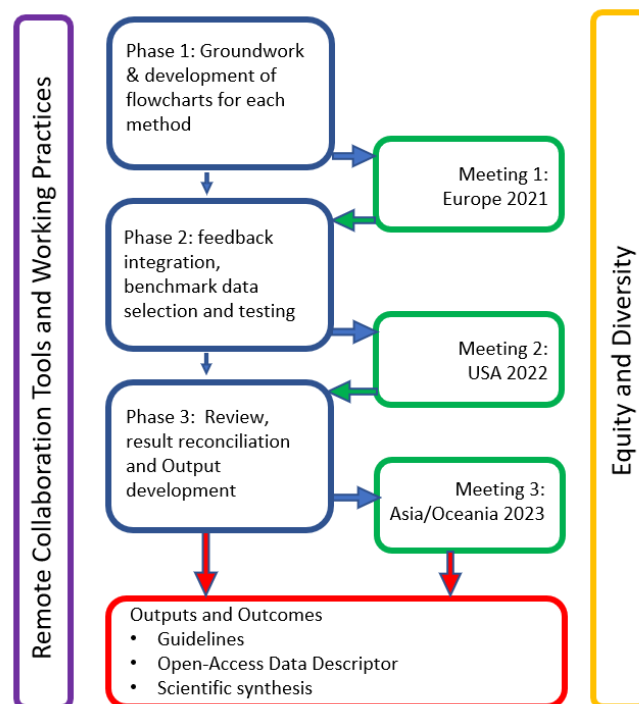 Remote Collaboration Tools and Working Practices
Phase 1: Groundwork
& development of
flowcharts for each
method
Meeting 1:
Europe 2021
Phase 2: feedback
integration,
benchmark data
selection and testing
Meeting 2:
USA 2022
Phase 3:  Review,
result reconciliation
and Output
development
Meeting 3:
Asia/Oceania 2023
Outputs and Outcomes
• Guidelines
• Open-Access Data Descriptor
• Scientific synthesis
Equity and Diversity